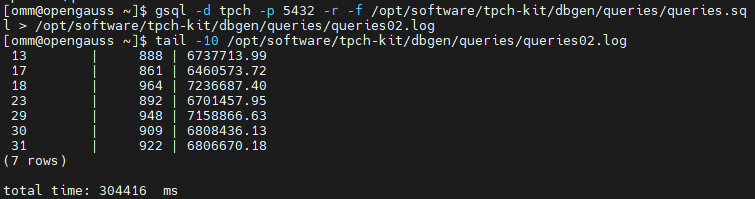 [omm@opengauss ~]$ gsql -d tpch -p 5432 -r -f /opt/software/tpch-kit/dbgen/queries/queries.sq
l > /opt/software/tpch-kit/dbgen/queries/queries02.log
[omm@opengauss ~]$ tail -10 /opt/software/tpch-kit/dbgen/queries/queries02.log
 13        |     888 | 6737713.99
 17        |     861 | 6460573.72
 18        |     964 | 7236687.40
 23        |     892 | 6701457.95
 29        |     948 | 7158866.63
 30        |     909 | 6808436.13
 31        |     922 | 6806670.18
(7 rows)
total time: 304416  ms